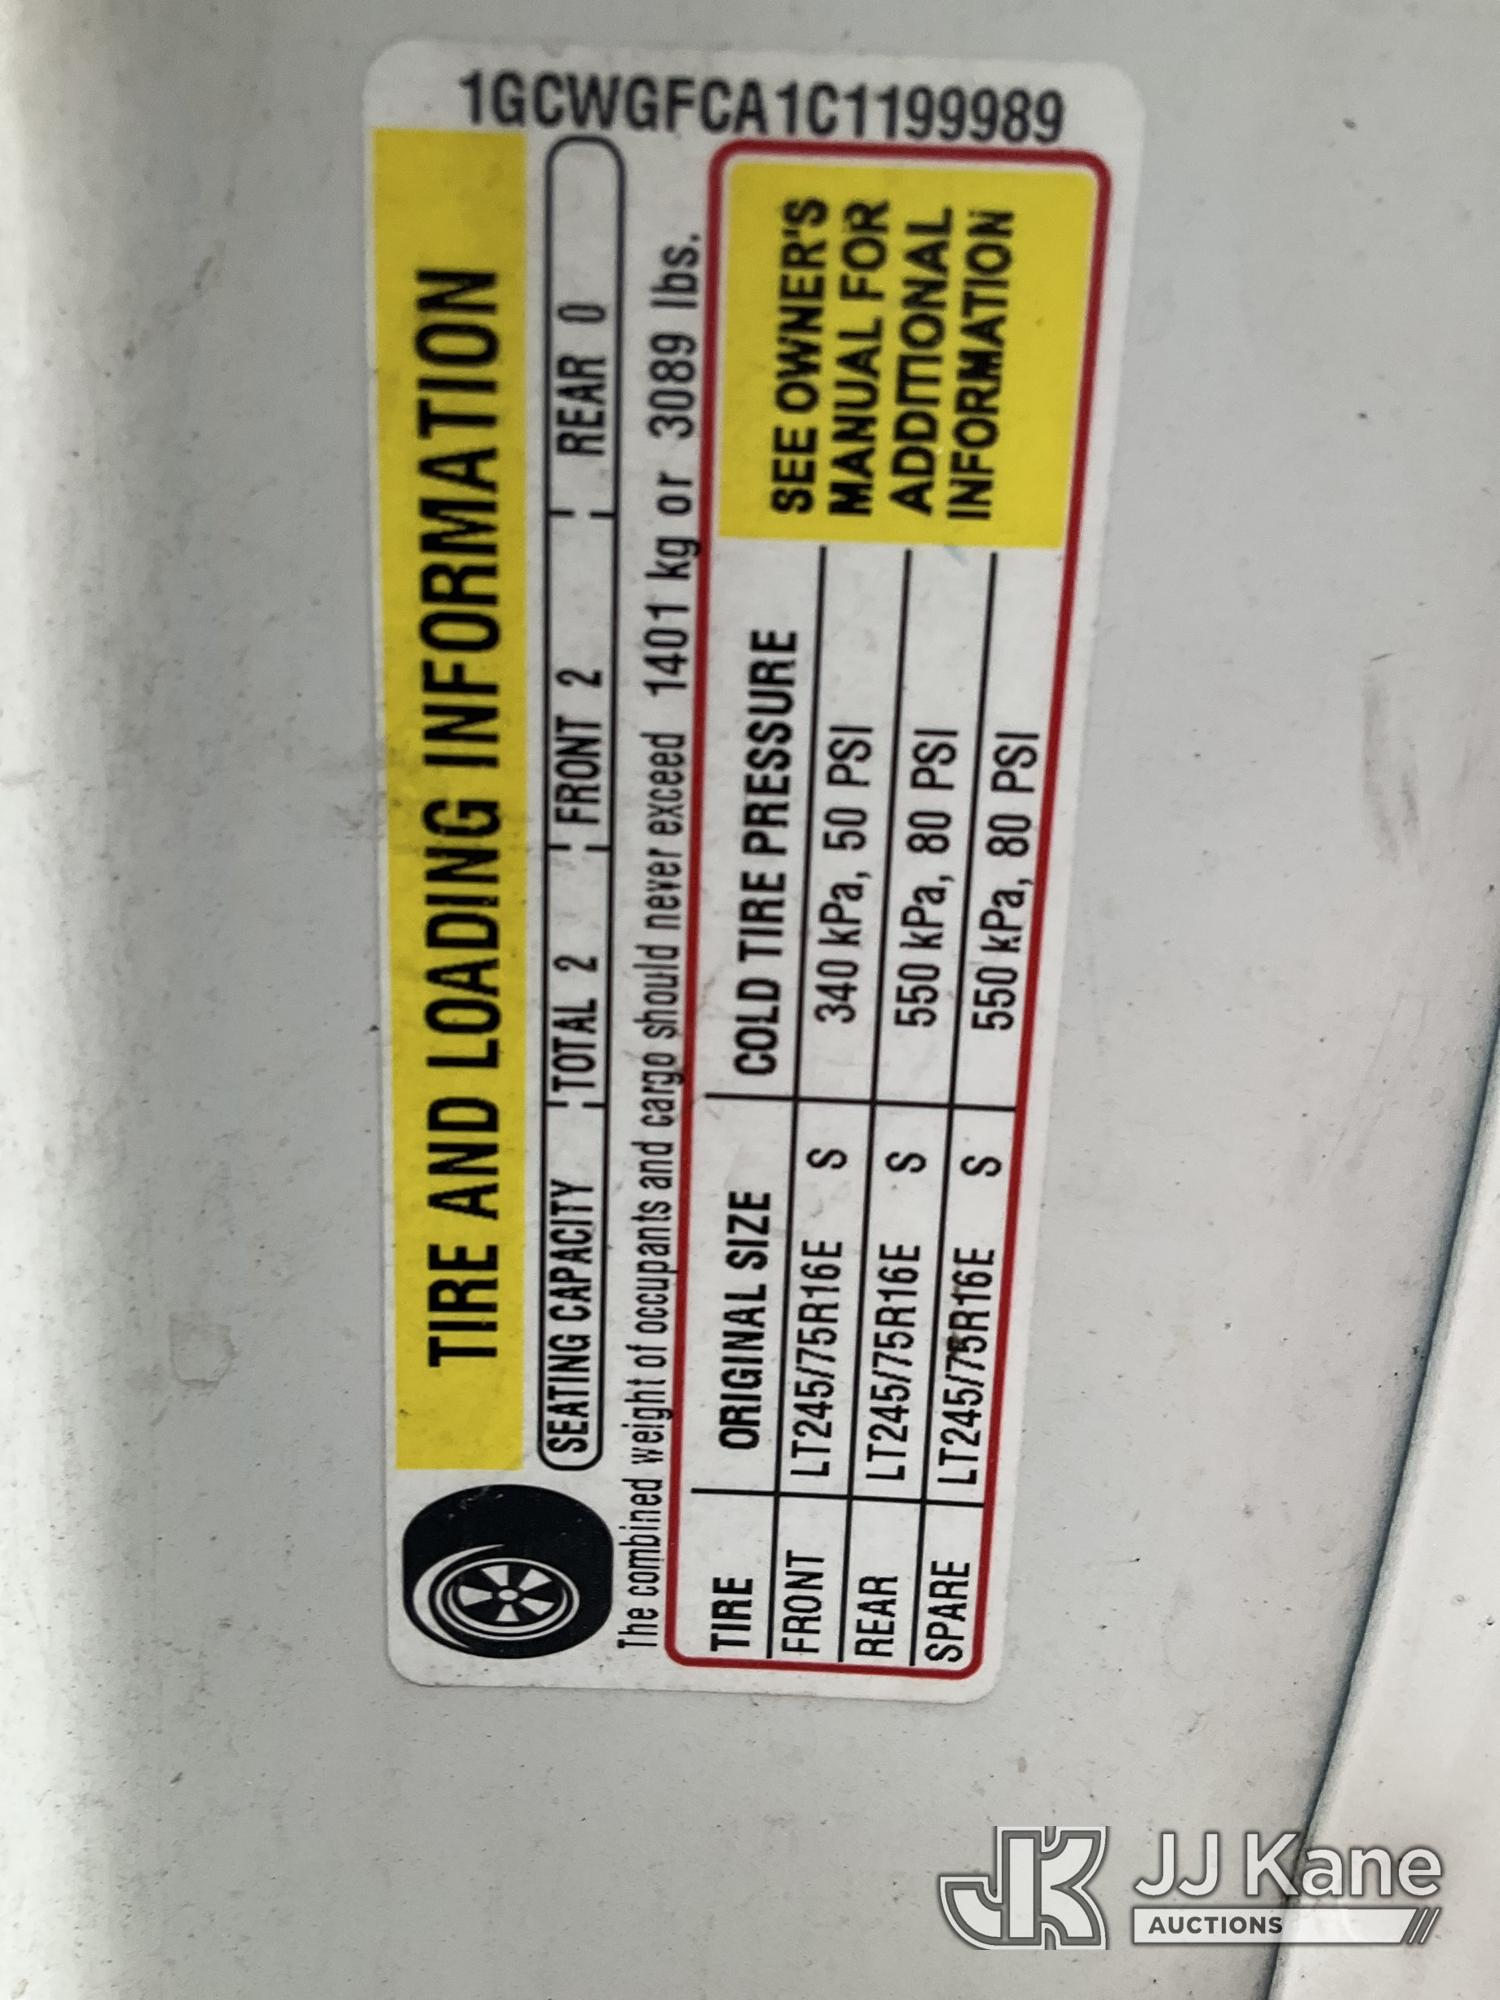 1GCWGFCA1C1199989
TIRE AND LOADING INFORMATION
SEATING CAPACITY TOTAL 2 FRONT 2 REAR 0
The combined weight of occupants and cargo should never exceed 1401 kg or 3089 lbs.
TIRE ORIGINAL SIZE COLD TIRE PRESSURE
FRONT LT245/75R16E S 340 kPa, 50 PSI
REAR LT245/75R16E S 550 kPa, 80 PSI
SPARE LT245/75R16E S 550 kPa, 80 PSI
SEE OWNER'S
MANUAL FOR
ADDITIONAL
INFORMATION
JK JJ Kane
AUCTIONS